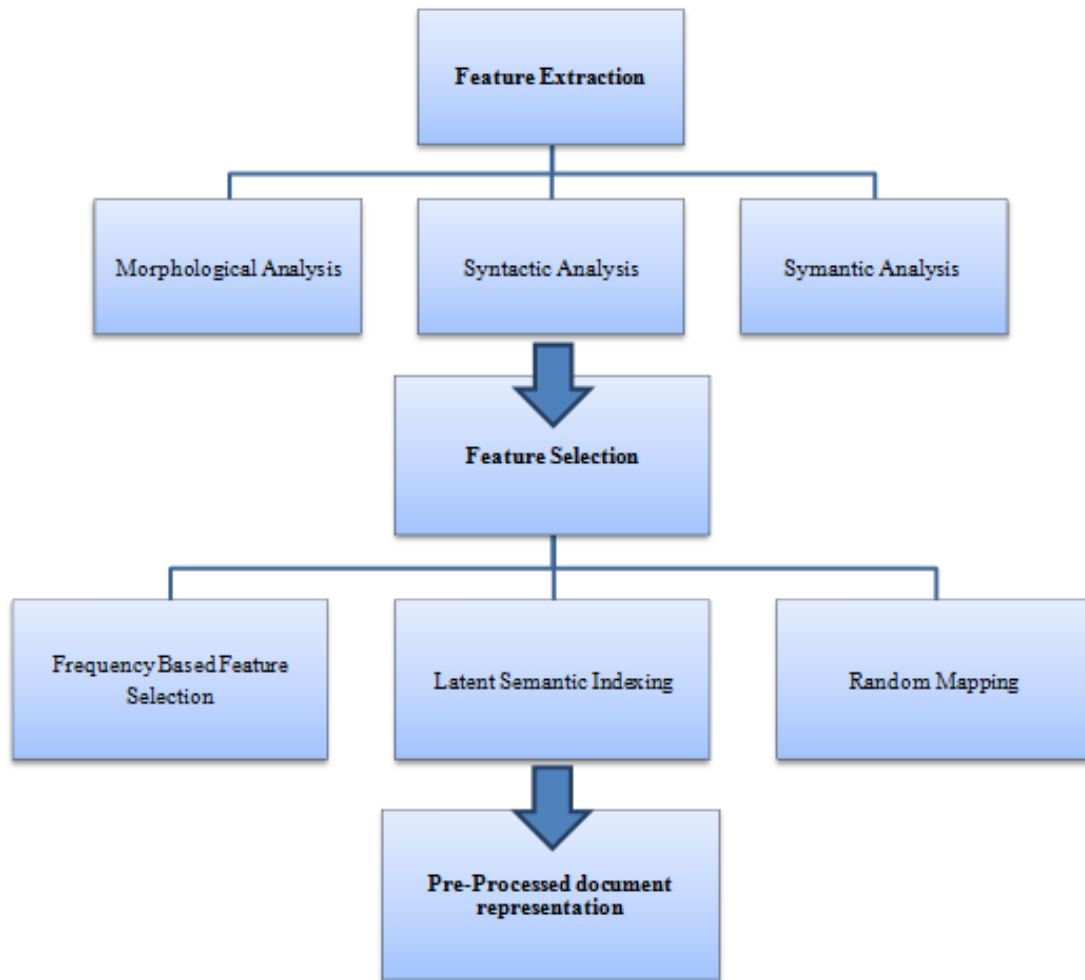 Feature Extraction
Morphological Analysis
Syntactic Analysis
Symantic Analysis
Feature Selection
Frequency Based Feature
Selection
Latent Semantic Indexing
Random Mapping
Pre-Processed document
representation